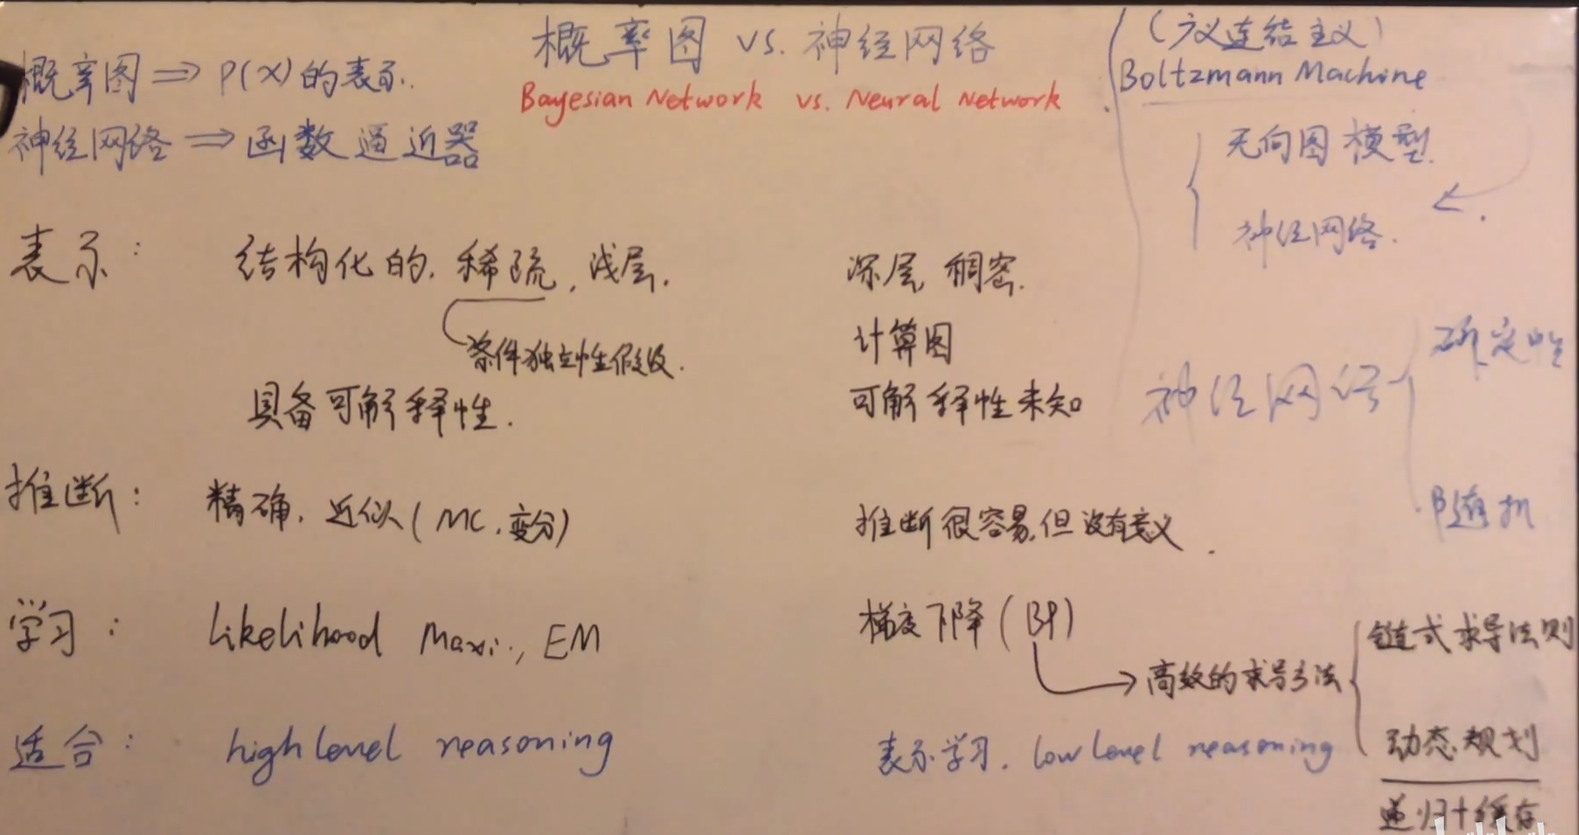 概率图 vs. 神经网络
Bayesian Network vs. Neural Network
概率图 ⇒ P(X) 的表示.
神经网络 ⇒ 函数逼近器
(广义连结主义)
Boltzmann Machine
无向图模型.
神经网络.
表示: 结构化的. 稀疏, 浅层.
条件独立性假设.
具备可解释性.
深层, 稠密.
计算图
可解释性未知
神经网络
确定性
随机
推断: 精确. 近似 (MC, 变分)
推断很容易, 但没有意义.
学习: likelihood Maxi., EM
梯度下降 (BP)
→ 高效的求导方法
链式求导法则
动态规划
递归+缓存
适合: high level reasoning
表示学习. low level reasoning